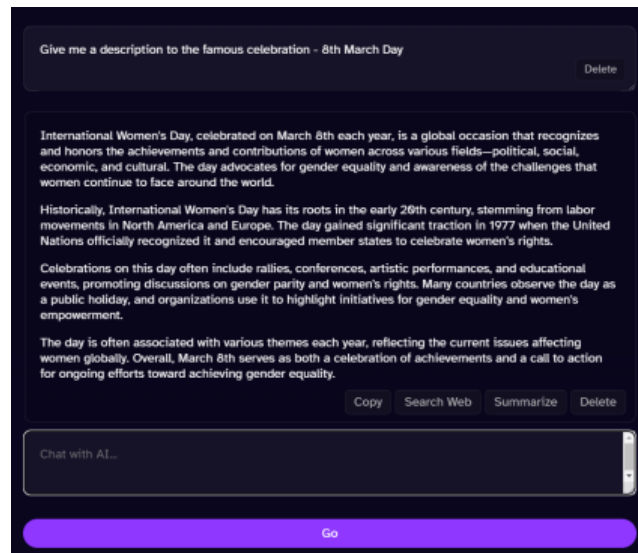 Give me a description to the famous celebration - 8th March Day
Delete
International Women's Day, celebrated on March 8th each year, is a global occasion that recognizes
and honors the achievements and contributions of women across various fields—political, social,
economic, and cultural. The day advocates for gender equality and awareness of the challenges that
women continue to face around the world.
Historically, International Women's Day has its roots in the early 20th century, stemming from labor
movements in North America and Europe. The day gained significant traction in 1977 when the United
Nations officially recognized it and encouraged member states to celebrate women's rights.
Celebrations on this day often include rallies, conferences, artistic performances, and educational
events, promoting discussions on gender parity and women's rights. Many countries observe the day as
a public holiday, and organizations use it to highlight initiatives for gender equality and women's
empowerment.
The day is often associated with various themes each year, reflecting the current issues affecting
women globally. Overall, March 8th serves as both a celebration of achievements and a call to action
for ongoing efforts toward achieving gender equality.
Copy Search Web Summarize Delete
Chat with AI...
Go